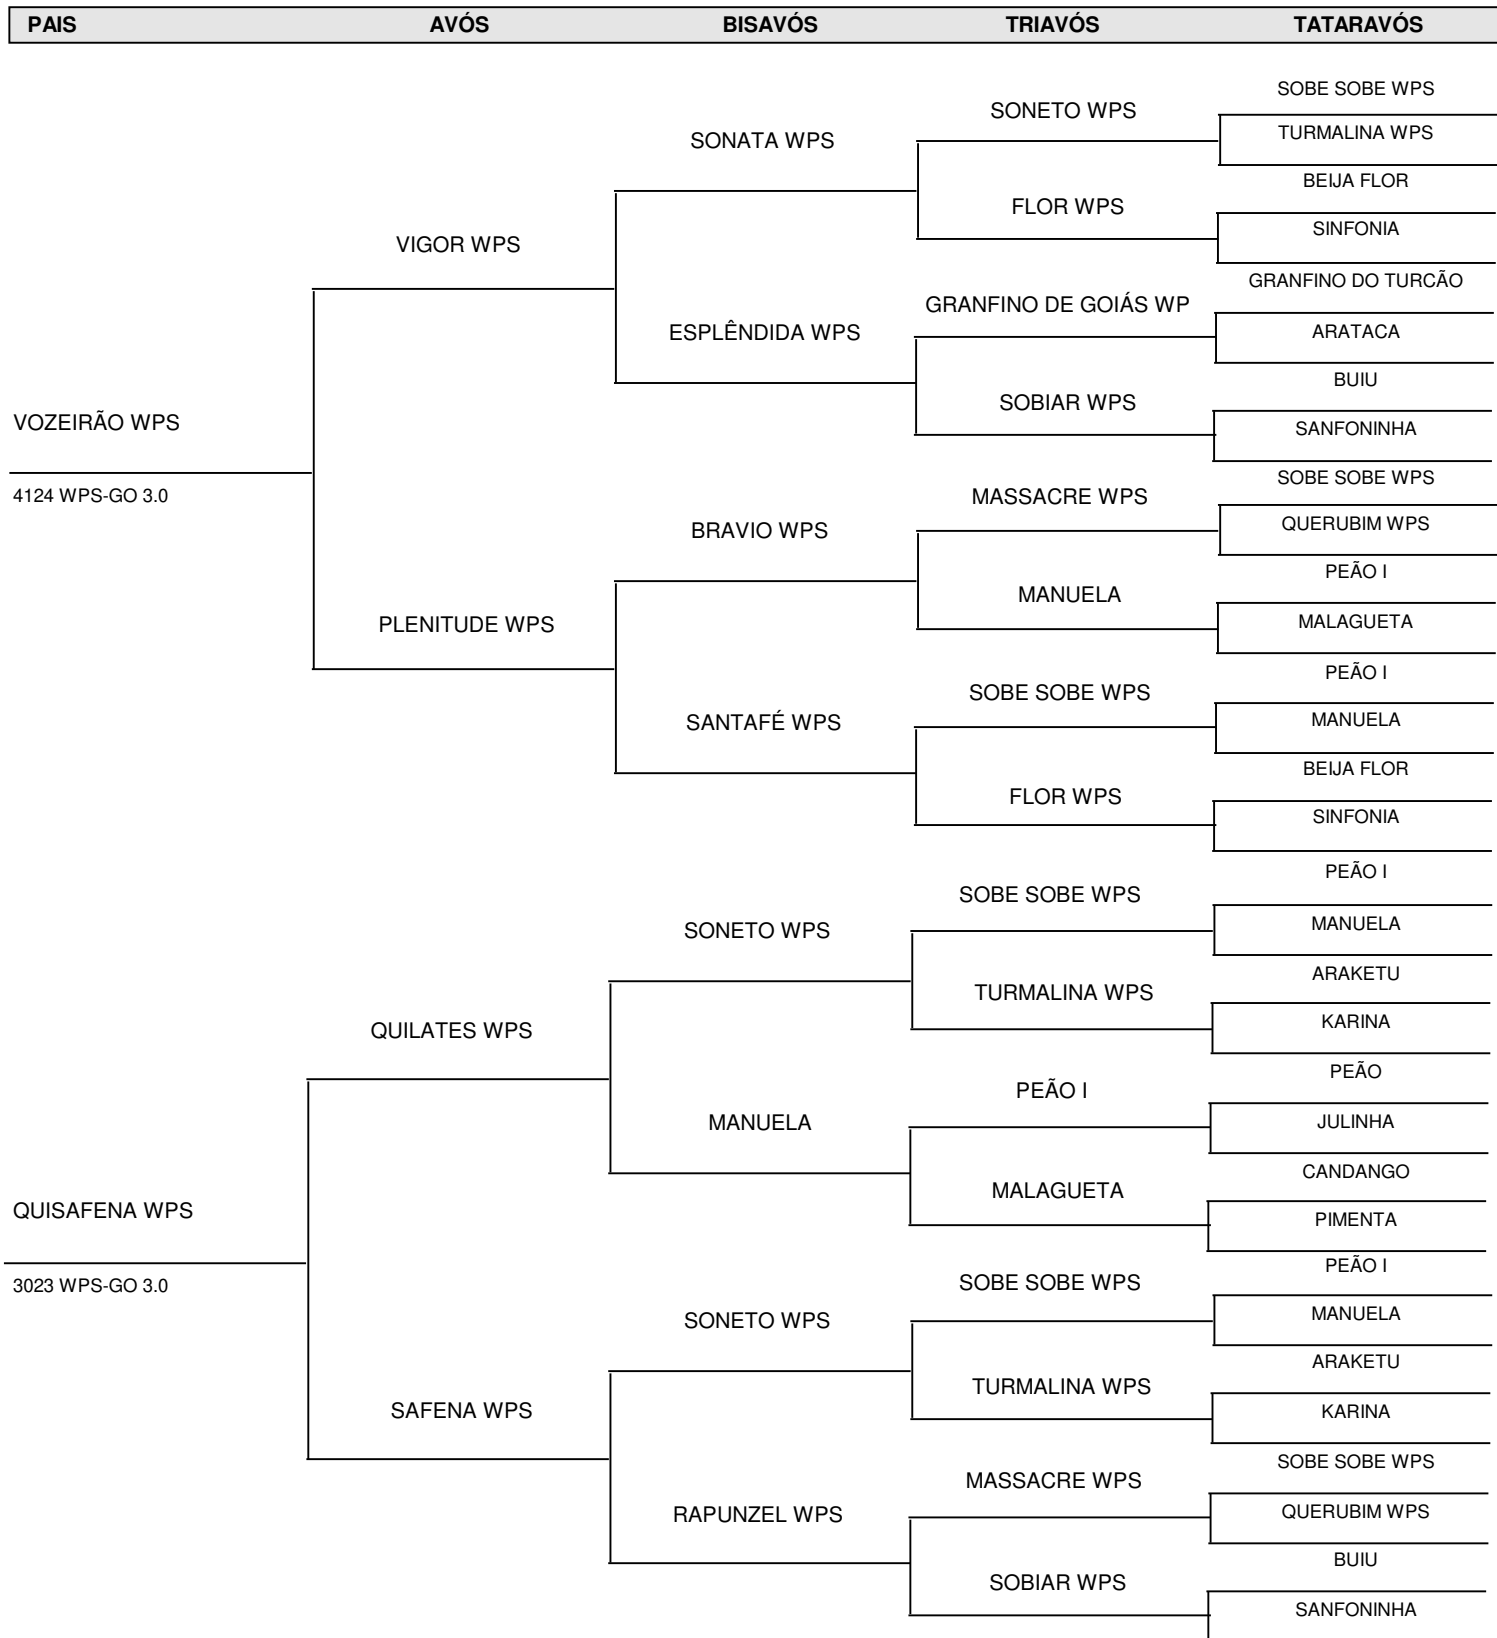 PAIS AVÓS BISAVÓS TRIAVÓS TATARAVÓS
SOBE SOBE WPS
SONETO WPS
TURMALINA WPS
SONATA WPS
BEIJA FLOR
FLOR WPS
SINFONIA
VIGOR WPS
GRANFINO DO TURCÃO
GRANFINO DE GOIÁS WP
ARATACA
ESPLÊNDIDA WPS
BUIU
SOBIAR WPS
SANFONINHA
VOZEIRÃO WPS
4124 WPS-GO 3.0
SOBE SOBE WPS
MASSACRE WPS
QUERUBIM WPS
BRAVIO WPS
PEÃO I
MANUELA
MALAGUETA
PLENITUDE WPS
PEÃO I
SOBE SOBE WPS
MANUELA
SANTAFÉ WPS
BEIJA FLOR
FLOR WPS
SINFONIA
PEÃO I
SOBE SOBE WPS
MANUELA
SONETO WPS
ARAKETU
TURMALINA WPS
KARINA
QUILATES WPS
PEÃO
PEÃO I
JULINHA
MANUELA
CANDANGO
MALAGUETA
PIMENTA
QUISAFENA WPS
3023 WPS-GO 3.0
PEÃO I
SOBE SOBE WPS
MANUELA
SONETO WPS
ARAKETU
TURMALINA WPS
KARINA
SAFENA WPS
SOBE SOBE WPS
MASSACRE WPS
QUERUBIM WPS
RAPUNZEL WPS
BUIU
SOBIAR WPS
SANFONINHA